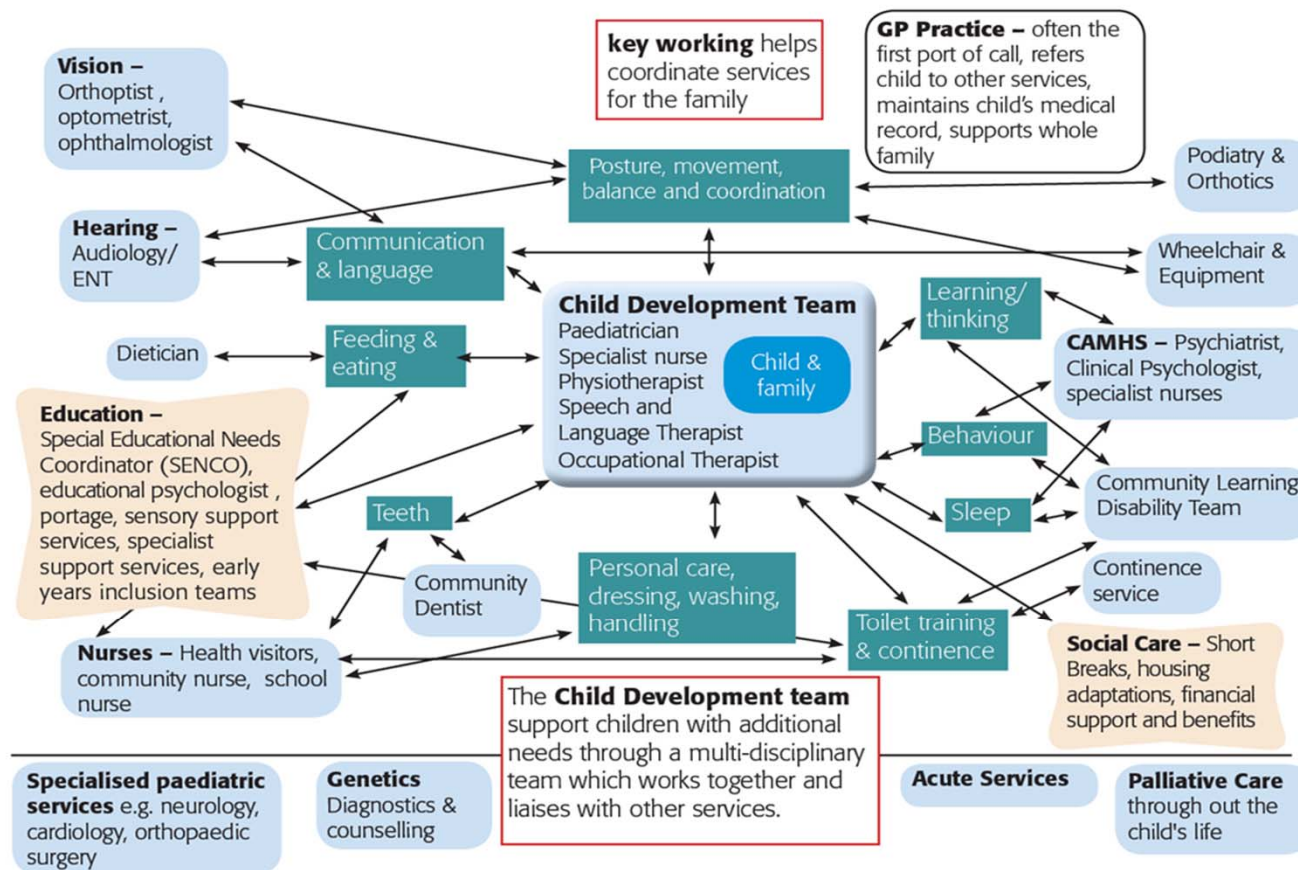 key working helps
coordinate services
for the family
GP Practice – often the
first port of call, refers
child to other services,
maintains child's medical
record, supports whole
family
Vision –
Orthoptist ,
optometrist,
ophthalmologist
Posture, movement,
balance and coordination
Podiatry &
Orthotics
Hearing –
Audiology/
ENT
Communication
& language
Wheelchair &
Equipment
Child Development Team
Paediatrician
Specialist nurse
Physiotherapist
Speech and
Language Therapist
Occupational Therapist
Child &
family
Learning/
thinking
Dietician
Feeding &
eating
CAMHS – Psychiatrist,
Clinical Psychologist,
specialist nurses
Education –
Special Educational Needs
Coordinator (SENCO),
educational psychologist ,
portage, sensory support
services, specialist
support services, early
years inclusion teams
Behaviour
Teeth
Sleep
Community Learning
Disability Team
Community
Dentist
Personal care,
dressing, washing,
handling
Continence
service
Toilet training
& continence
Nurses – Health visitors,
community nurse, school
nurse
Social Care – Short
Breaks, housing
adaptations, financial
support and benefits
The Child Development team
support children with additional
needs through a multi-disciplinary
team which works together and
liaises with other services.
Specialised paediatric
services e.g. neurology,
cardiology, orthopaedic
surgery
Genetics
Diagnostics &
counselling
Acute Services
Palliative Care
through out the
child's life